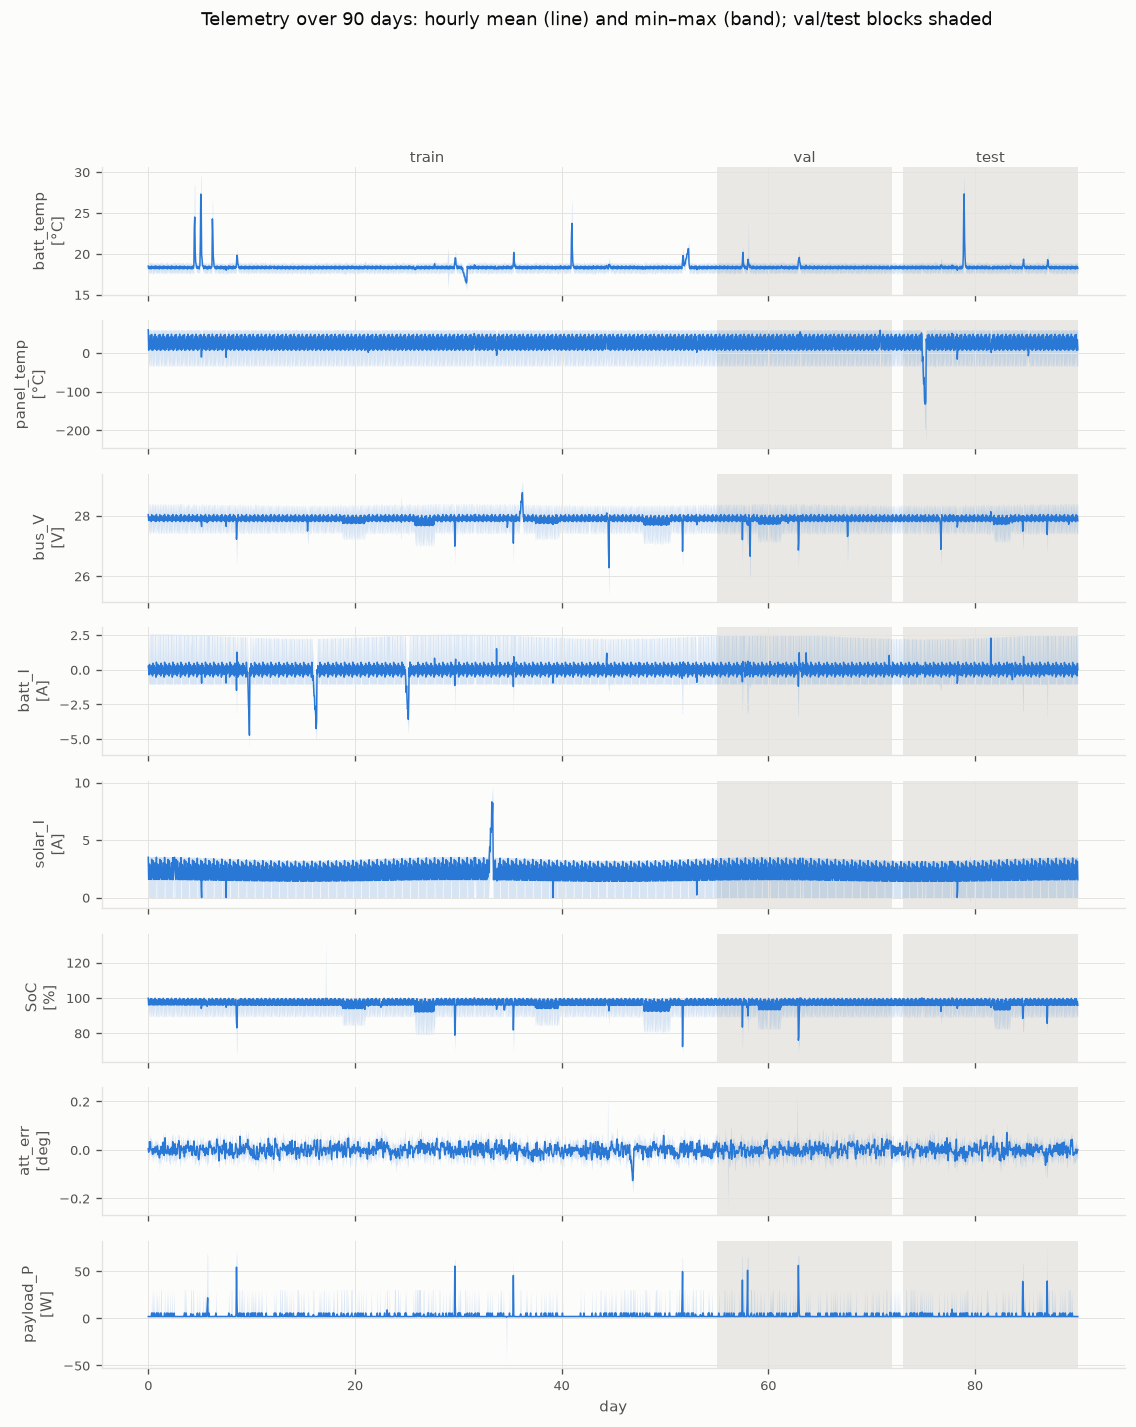 Telemetry over 90 days: hourly mean (line) and min–max (band); val/test blocks shaded
train val test
batt_temp
[°C]
30
25
20
15
panel_temp
[°C]
0
−100
−200
bus_V
[V]
28
26
batt_I
[A]
2.5
0.0
−2.5
−5.0
solar_I
[A]
10
5
0
SoC
[%]
120
100
80
att_err
[deg]
0.2
0.0
−0.2
payload_P
[W]
50
0
−50
0 20 40 60 80
day